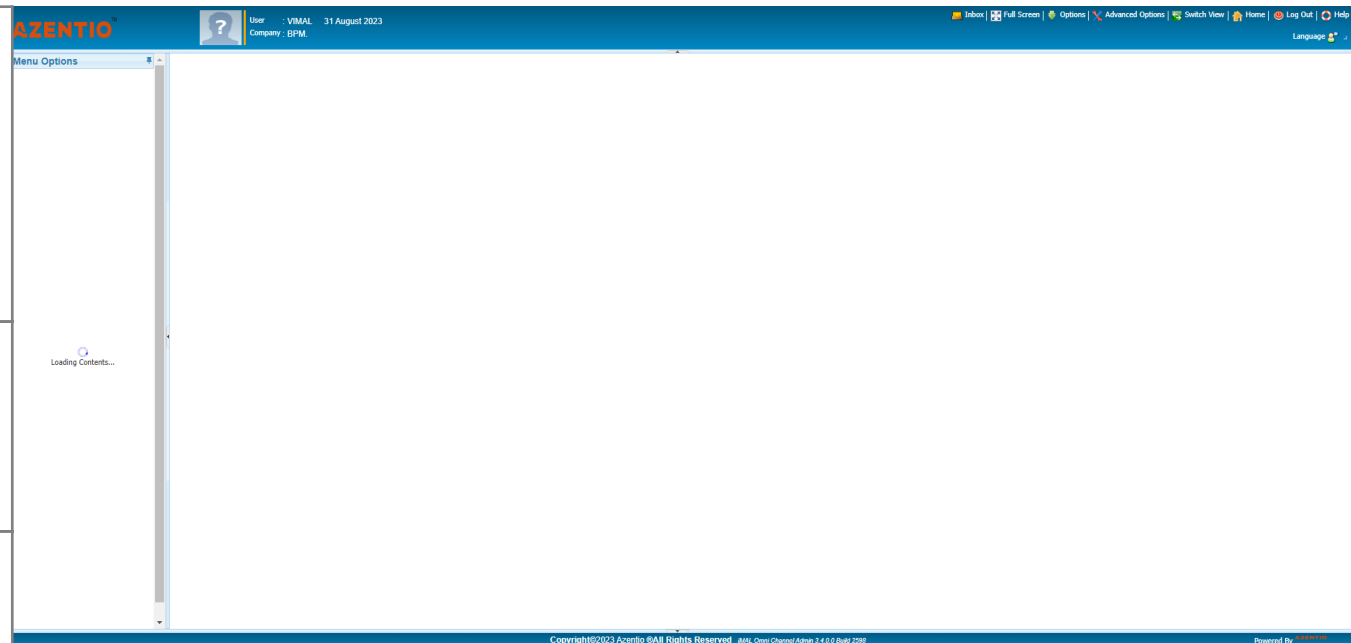 AZENTIO™
User : VIMAL 31 August 2023
Company : BPM.
Inbox | Full Screen | Options | Advanced Options | Switch View | Home | Log Out | Help
Language
Menu Options
?
Loading Contents...
Copyright©2023 Azentio ®All Rights Reserved iMAL Omni Channel Admin 3.4.0.0 Build 2598
Powered By AZENTIO